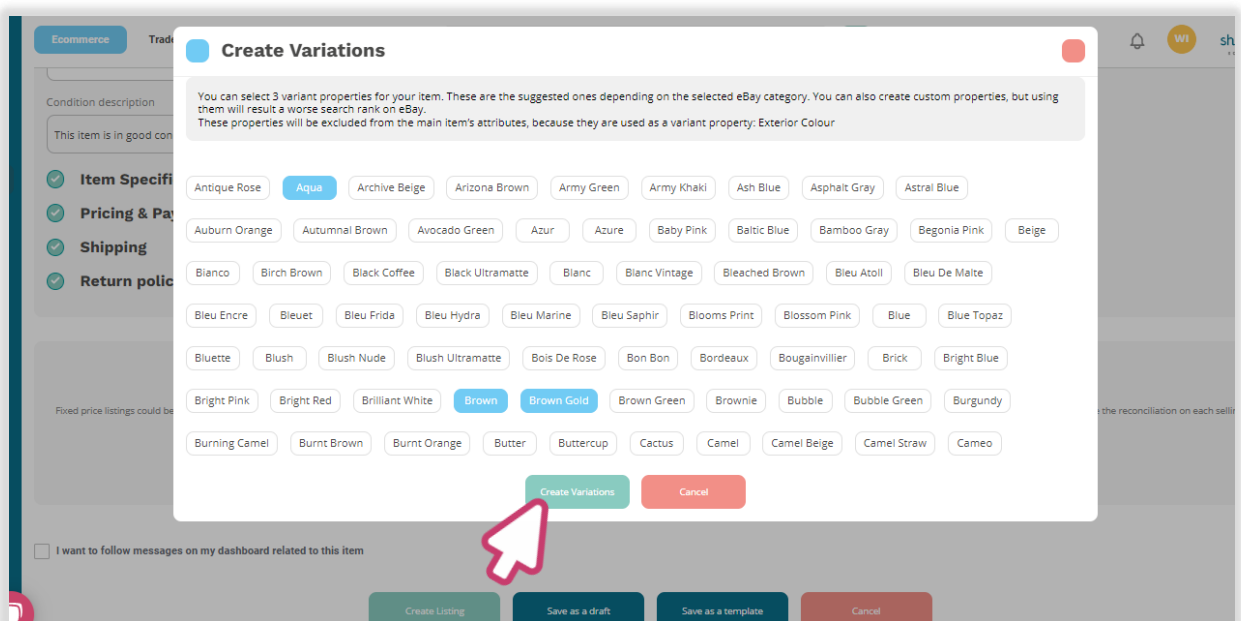 Ecommerce
Trade
Create Variations
WI
sh
You can select 3 variant properties for your item. These are the suggested ones depending on the selected eBay category. You can also create custom properties, but using
them will result a worse search rank on eBay.
These properties will be excluded from the main item's attributes, because they are used as a variant property: Exterior Colour
Condition description
This item is in good con
Item Specifi
Pricing & Pay
Shipping
Return polic
Antique Rose Aqua Archive Beige Arizona Brown Army Green Army Khaki Ash Blue Asphalt Gray Astral Blue
Auburn Orange Autumnal Brown Avocado Green Azur Azure Baby Pink Baltic Blue Bamboo Gray Begonia Pink Beige
Bianco Birch Brown Black Coffee Black Ultramatte Blanc Blanc Vintage Bleached Brown Bleu Atoll Bleu De Malte
Bleu Encre Bleuet Bleu Frida Bleu Hydra Bleu Marine Bleu Saphir Blooms Print Blossom Pink Blue Blue Topaz
Bluette Blush Blush Nude Blush Ultramatte Bois De Rose Bon Bon Bordeaux Bougainvillier Brick Bright Blue
Bright Pink Bright Red Brilliant White Brown Brown Gold Brown Green Brownie Bubble Bubble Green Burgundy
Burning Camel Burnt Brown Burnt Orange Butter Buttercup Cactus Camel Camel Beige Camel Straw Cameo
Fixed price listings could be
the reconciliation on each sellin
Create Variations Cancel
I want to follow messages on my dashboard related to this item
Create Listing Save as a draft Save as a template Cancel